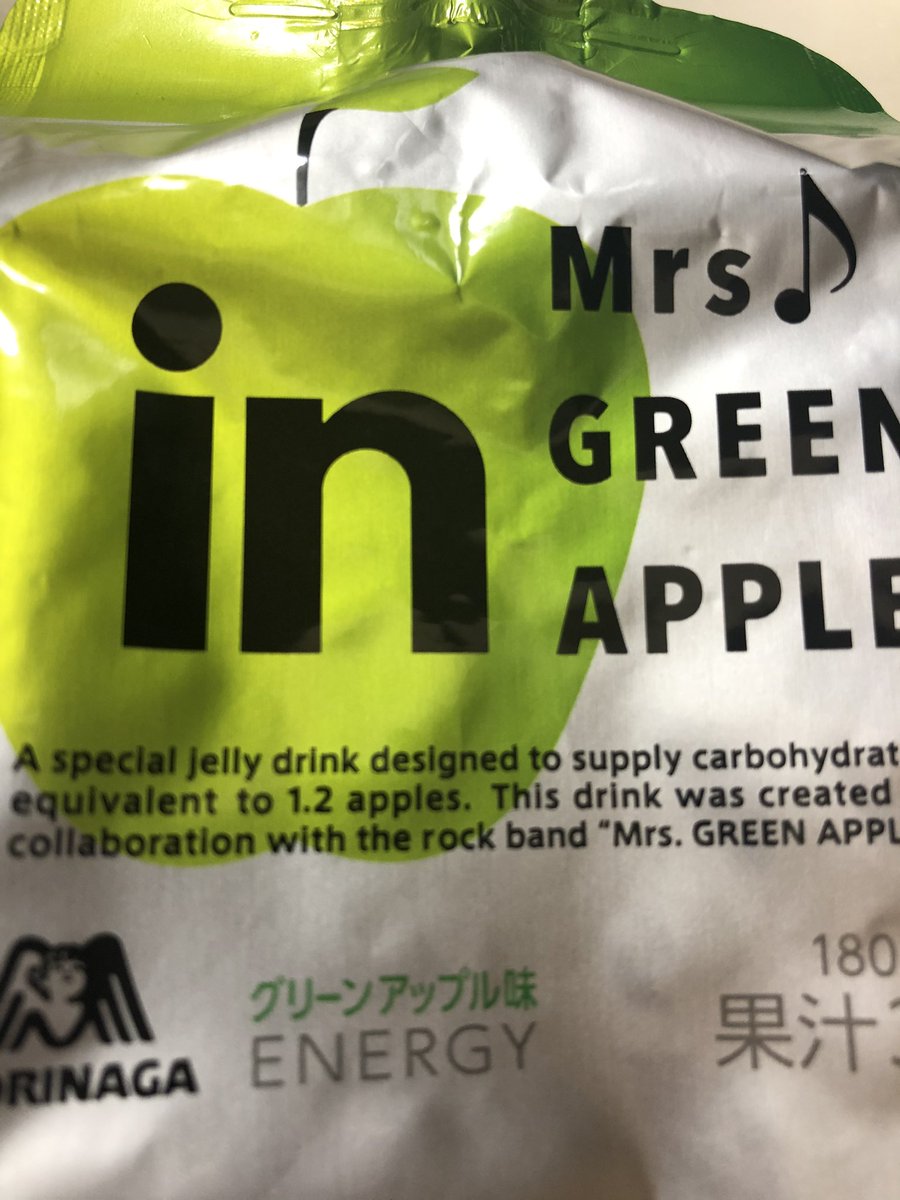 in
Mrs♪
GREEN
APPLE
A special jelly drink designed to supply carbohydrat
equivalent to 1.2 apples. This drink was created
collaboration with the rock band “Mrs. GREEN APPL
ORINAGA
グリーンアップル味
ENERGY
180
果汁